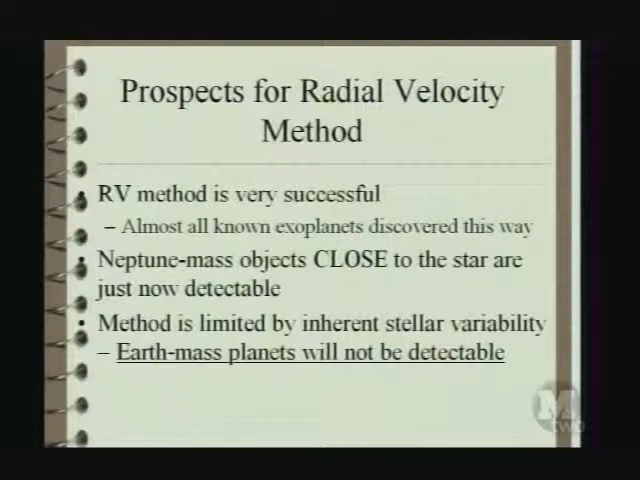 Prospects for Radial Velocity
Method
• RV method is very successful
– Almost all known exoplanets discovered this way
• Neptune-mass objects CLOSE to the star are
just now detectable
• Method is limited by inherent stellar variability
– Earth-mass planets will not be detectable
M
two